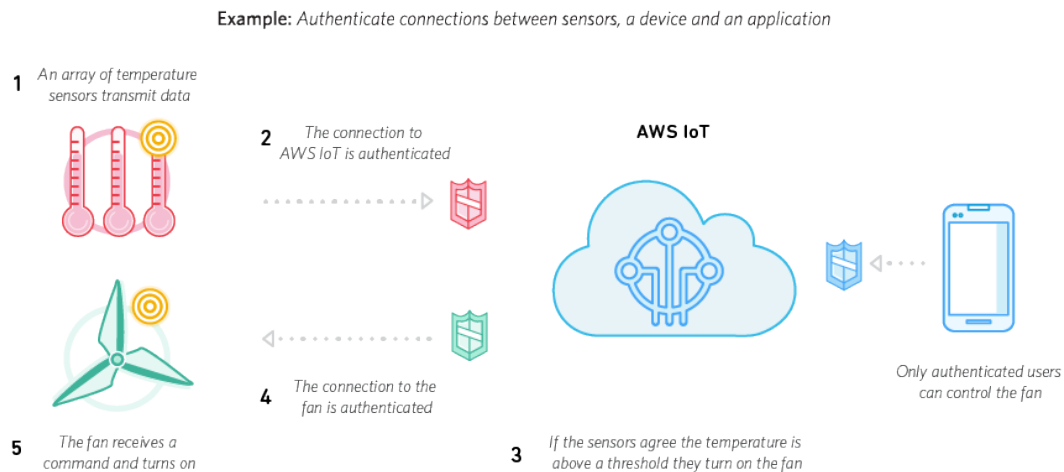 Example: Authenticate connections between sensors, a device and an application
1
An array of temperature
sensors transmit data
2
The connection to
AWS IoT is authenticated
AWS IoT
4
The connection to the
fan is authenticated
Only authenticated users
can control the fan
5
The fan receives a
command and turns on
3
If the sensors agree the temperature is
above a threshold they turn on the fan